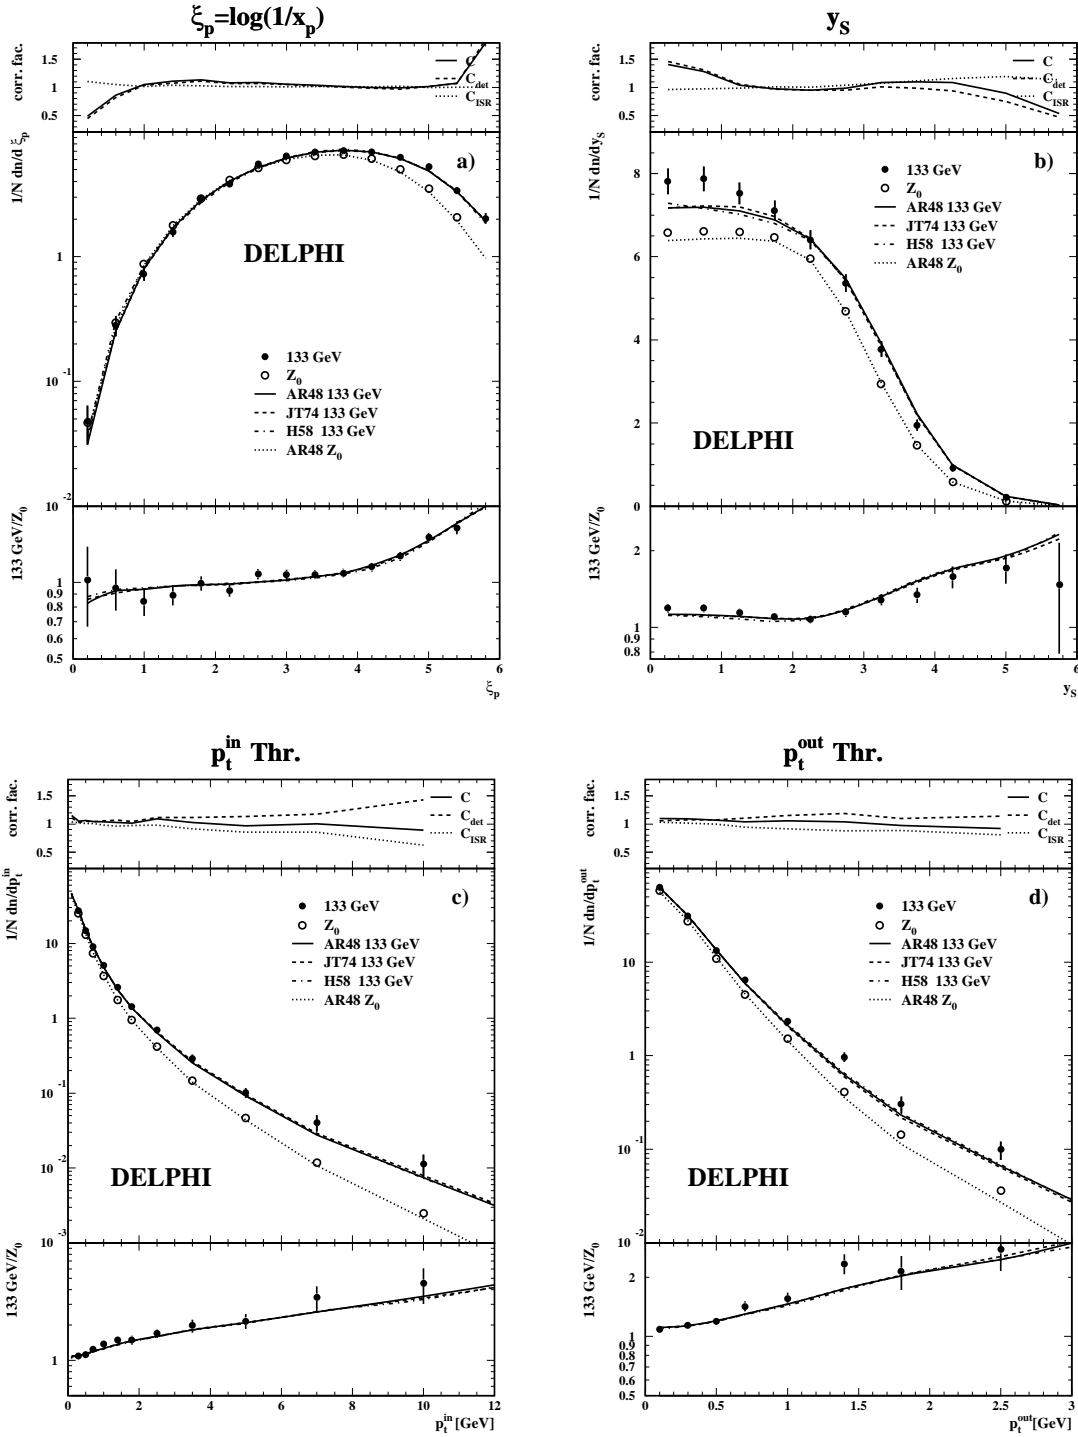 ξp=log(1/xp)
corr. fac.
1.5
1
0.5
C
Cdet
CISR
1/N dn/d ξp
a)
1
10 -1
10 -2
DELPHI
133 GeV
Z0
AR48 133 GeV
JT74 133 GeV
H58 133 GeV
AR48 Z0
133 GeV/Z0
1
0.9
0.8
0.7
0.6
0.5
0 1 2 3 4 5 6
ξp
yS
corr. fac.
1.5
1
0.5
C
Cdet
CISR
1/N dn/dyS
b)
8
6
4
2
0
133 GeV
Z0
AR48 133 GeV
JT74 133 GeV
H58 133 GeV
AR48 Z0
DELPHI
133 GeV/Z0
2
1
0.9
0.8
0 1 2 3 4 5 6
yS
pt in Thr.
corr. fac.
1.5
1
0.5
C
Cdet
CISR
1/N dn/dpt in
c)
10
1
10 -1
10 -2
10 -3
133 GeV
Z0
AR48 133 GeV
JT74 133 GeV
H58 133 GeV
AR48 Z0
DELPHI
133 GeV/Z0
1
0 2 4 6 8 10 12
pt in [GeV]
pt out Thr.
corr. fac.
1.5
1
0.5
C
Cdet
CISR
1/N dn/dpt out
d)
10
1
10 -1
10 -2
133 GeV
Z0
AR48 133 GeV
JT74 133 GeV
H58 133 GeV
AR48 Z0
DELPHI
133 GeV/Z0
2
1
0.9
0.8
0.7
0.6
0.5
0 0.5 1 1.5 2 2.5 3
pt out [GeV]